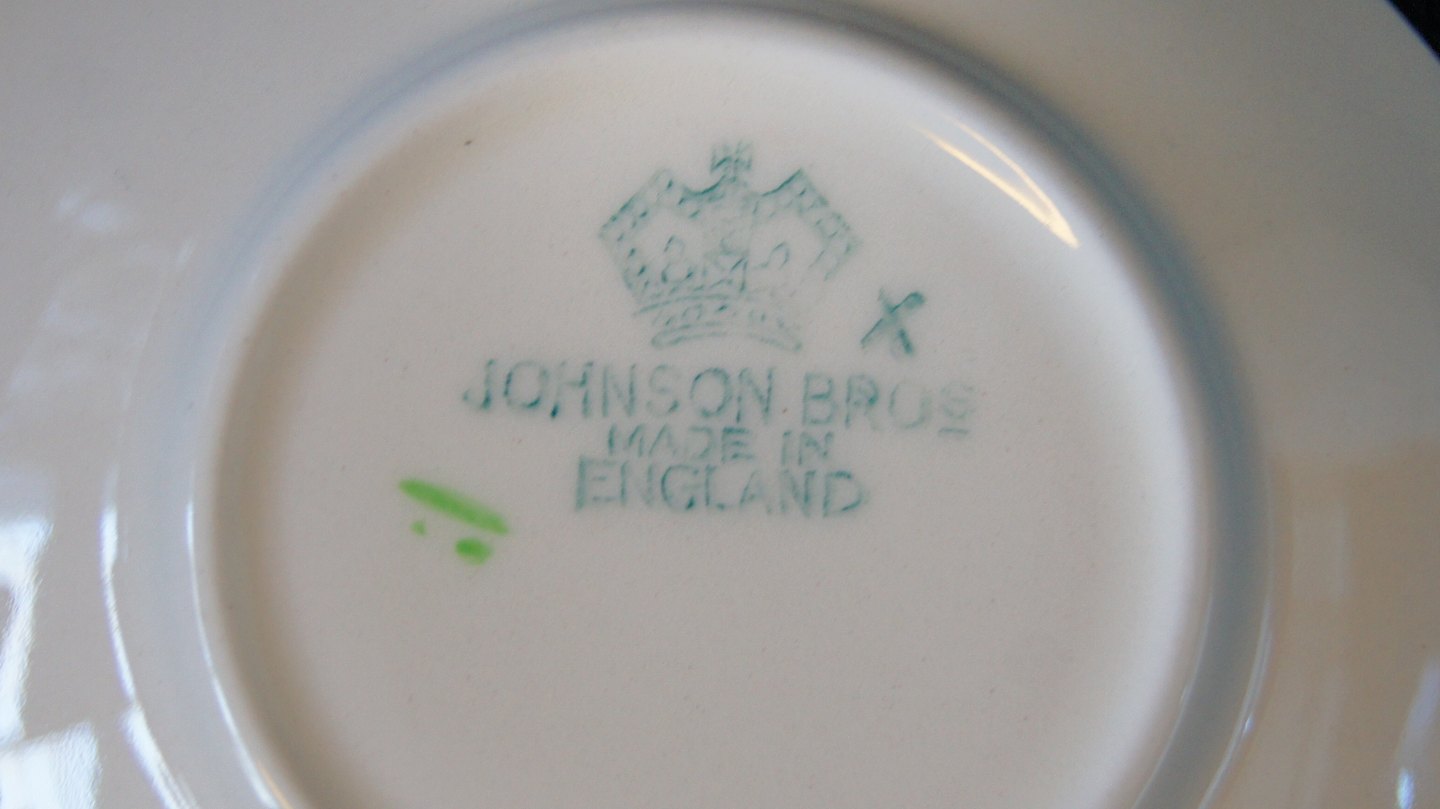 X
JOHNSON BROS
MADE IN
ENGLAND